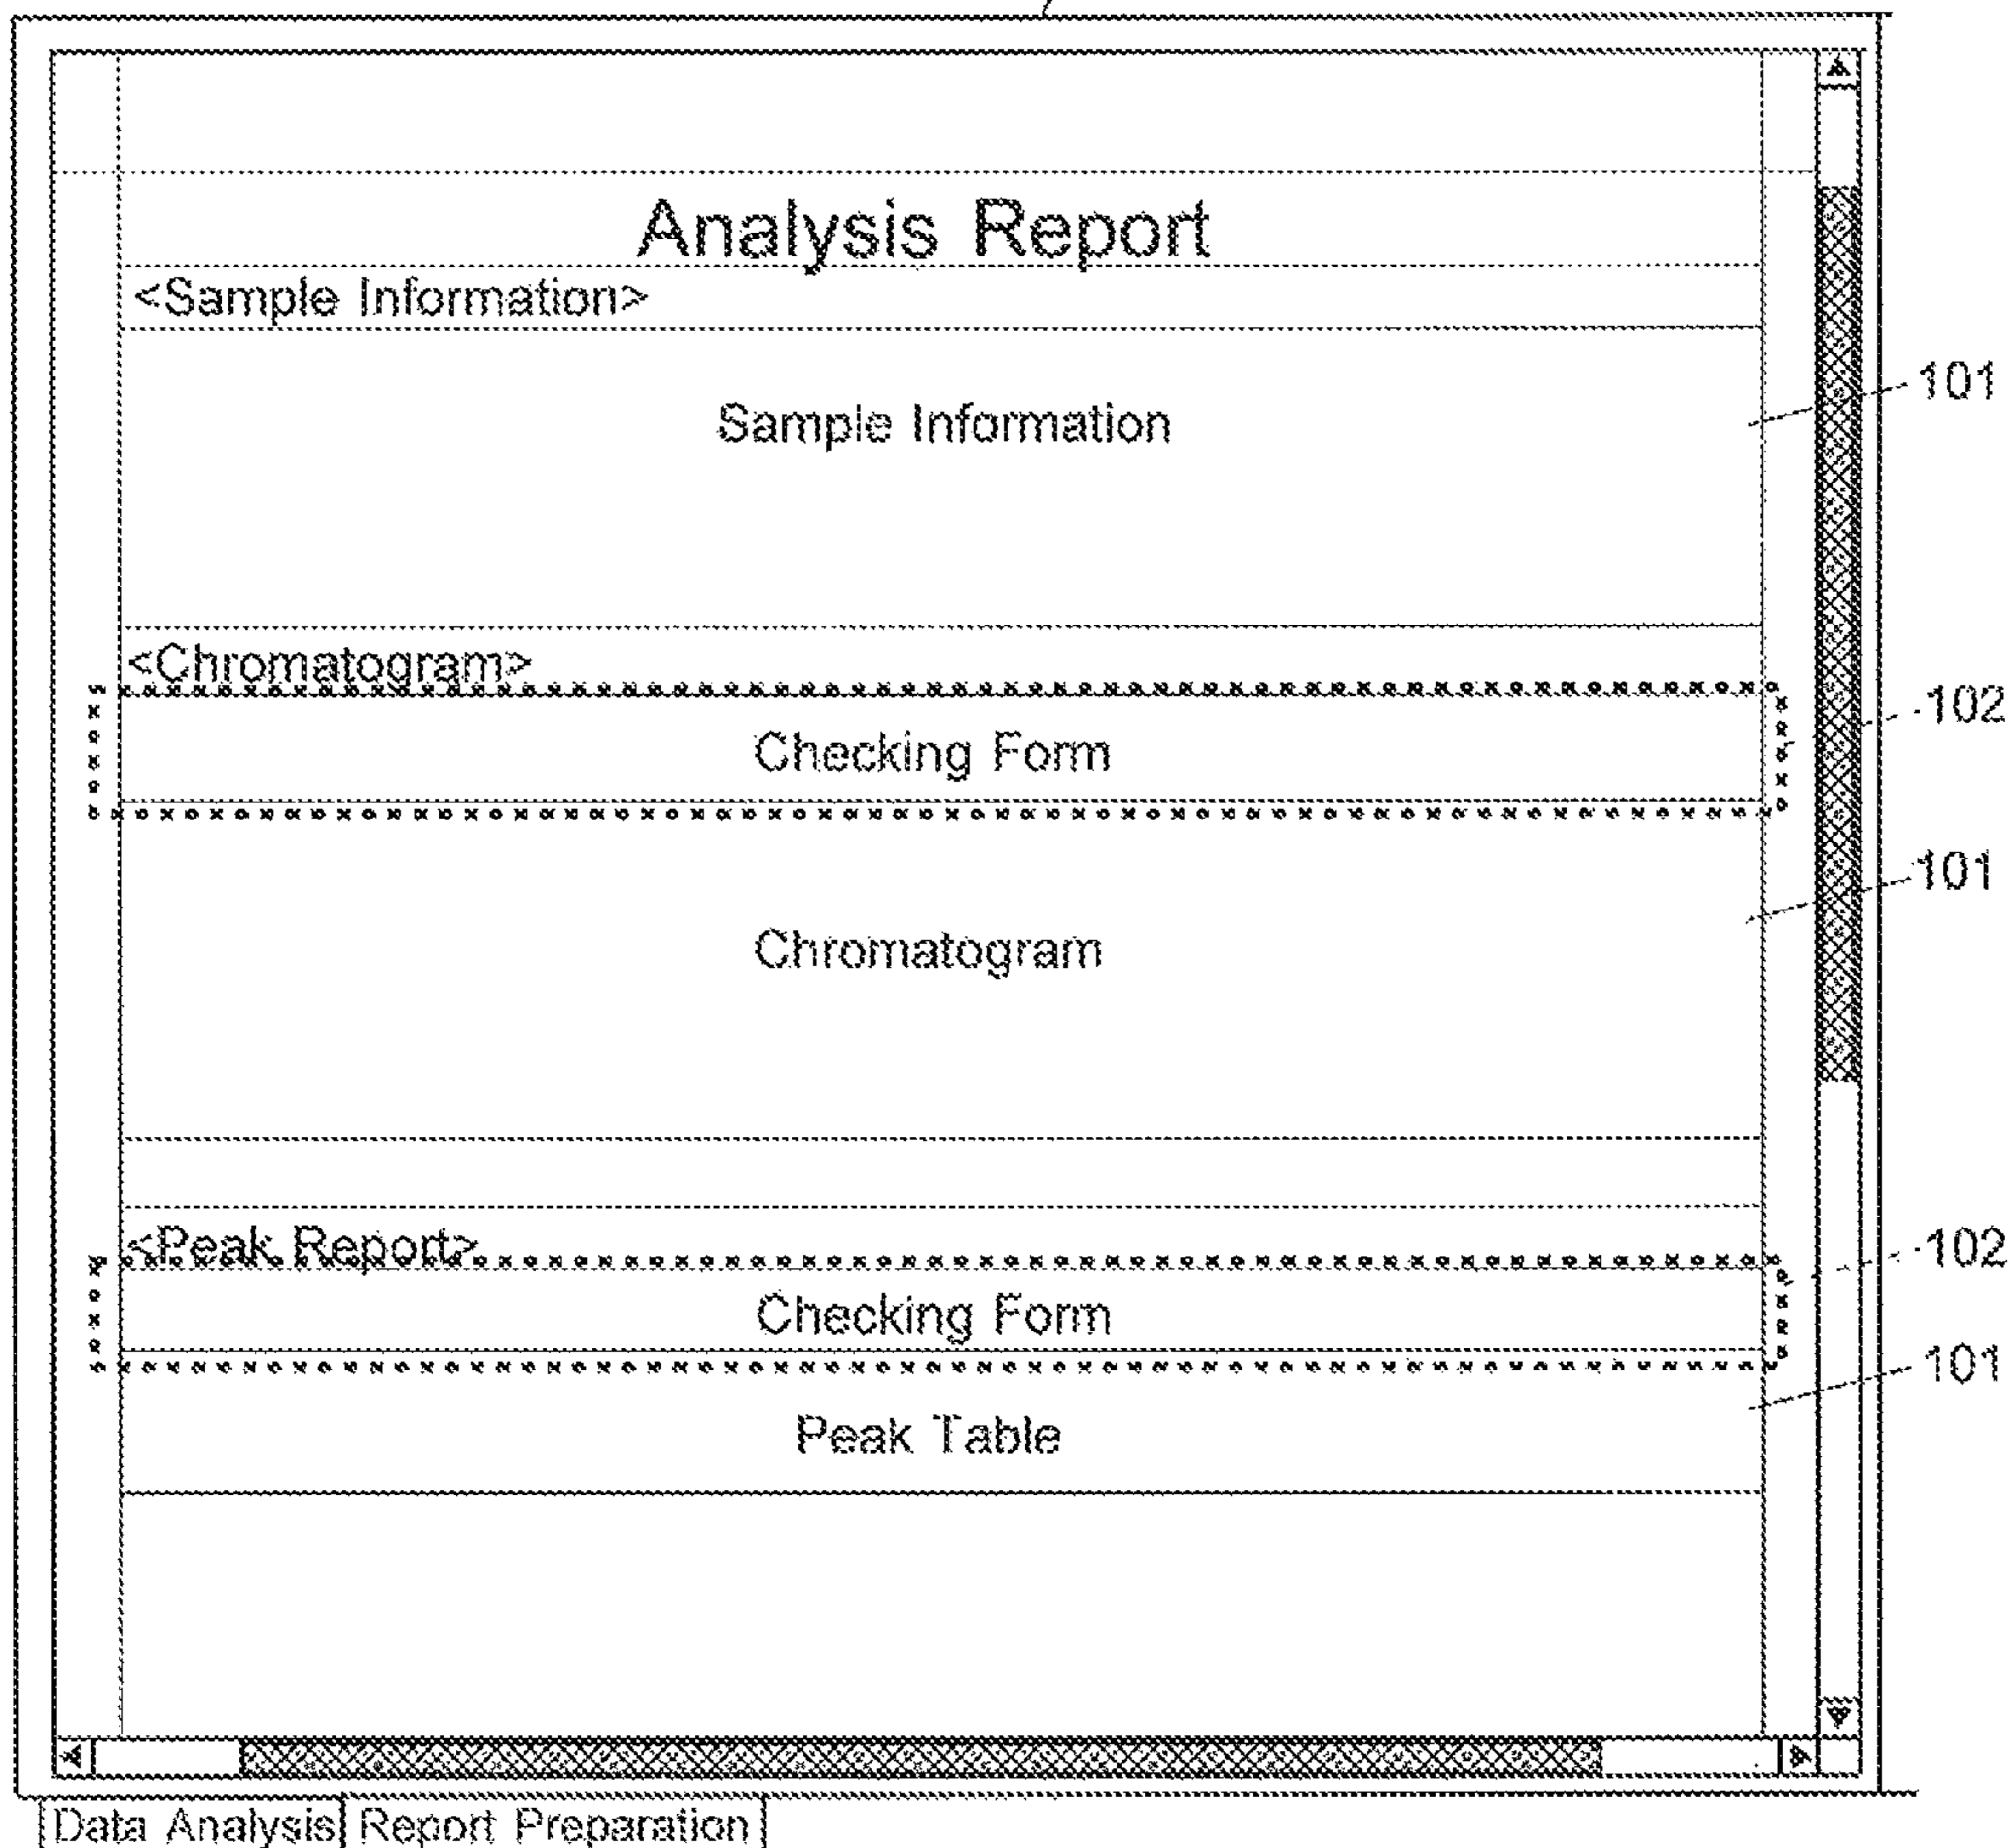 Analysis Report
<Sample Information>
Sample Information
101
<Chromatogram>
102
Checking Form
101
Chromatogram
<Peak Report>
102
Checking Form
101
Peak Table
Data Analysis Report Preparation